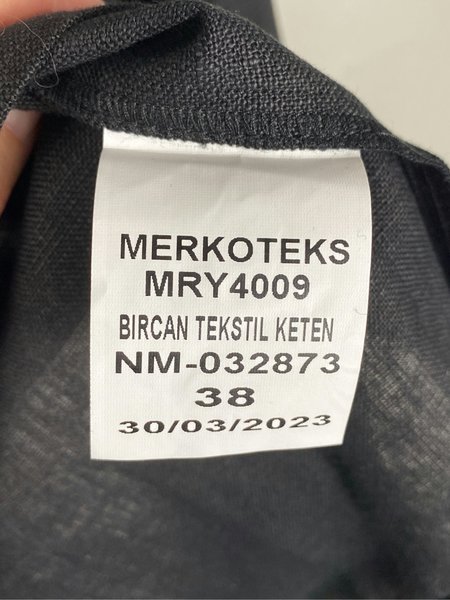 MERKOTEKS
MRY4009
BIRCAN TEKSTIL KETEN
NM-032873
38
30/03/2023